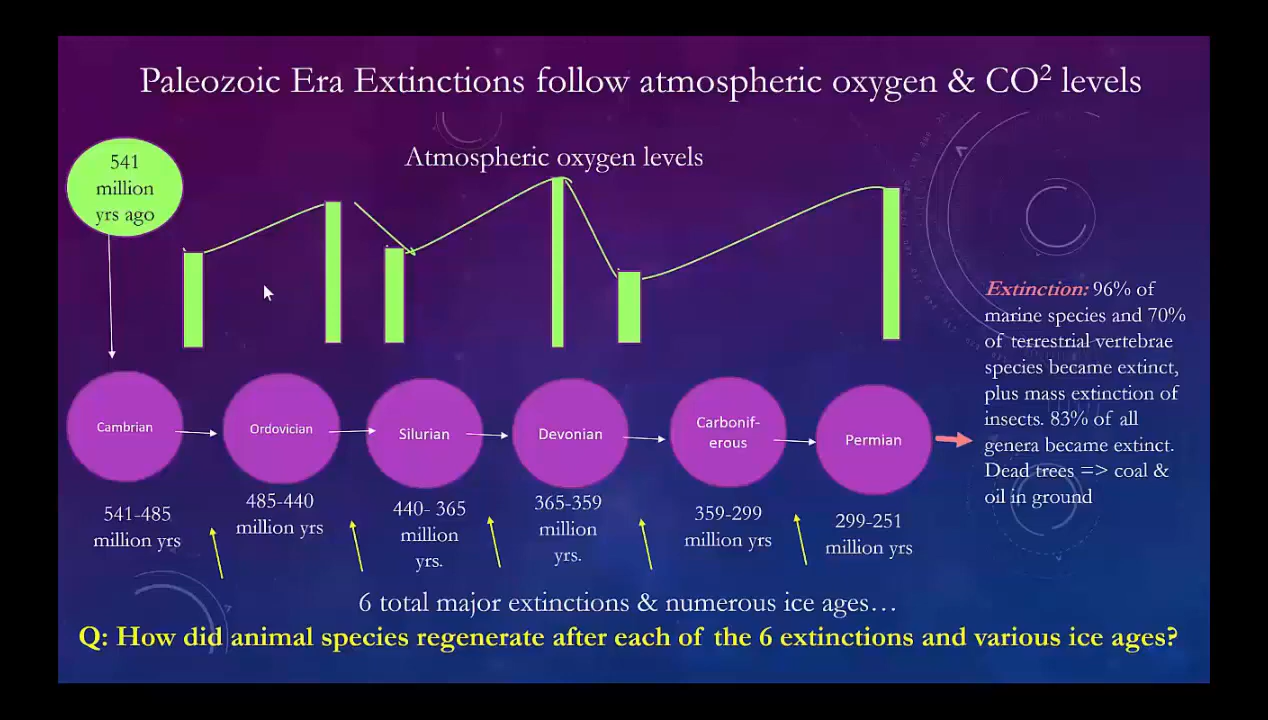 Paleozoic Era Extinctions follow atmospheric oxygen & CO² levels
Atmospheric oxygen levels
541
million
yrs ago
Extinction: 96% of
marine species and 70%
of terrestrial vertebrae
species became extinct,
plus mass extinction of
insects. 83% of all
genera became extinct.
Dead trees => coal &
oil in ground
Cambrian
Ordovician
Silurian
Devonian
Carbonif-
erous
Permian
541-485
million yrs
485-440
million yrs
440- 365
million
yrs.
365-359
million
yrs.
359-299
million yrs
299-251
million yrs
6 total major extinctions & numerous ice ages…
Q: How did animal species regenerate after each of the 6 extinctions and various ice ages?